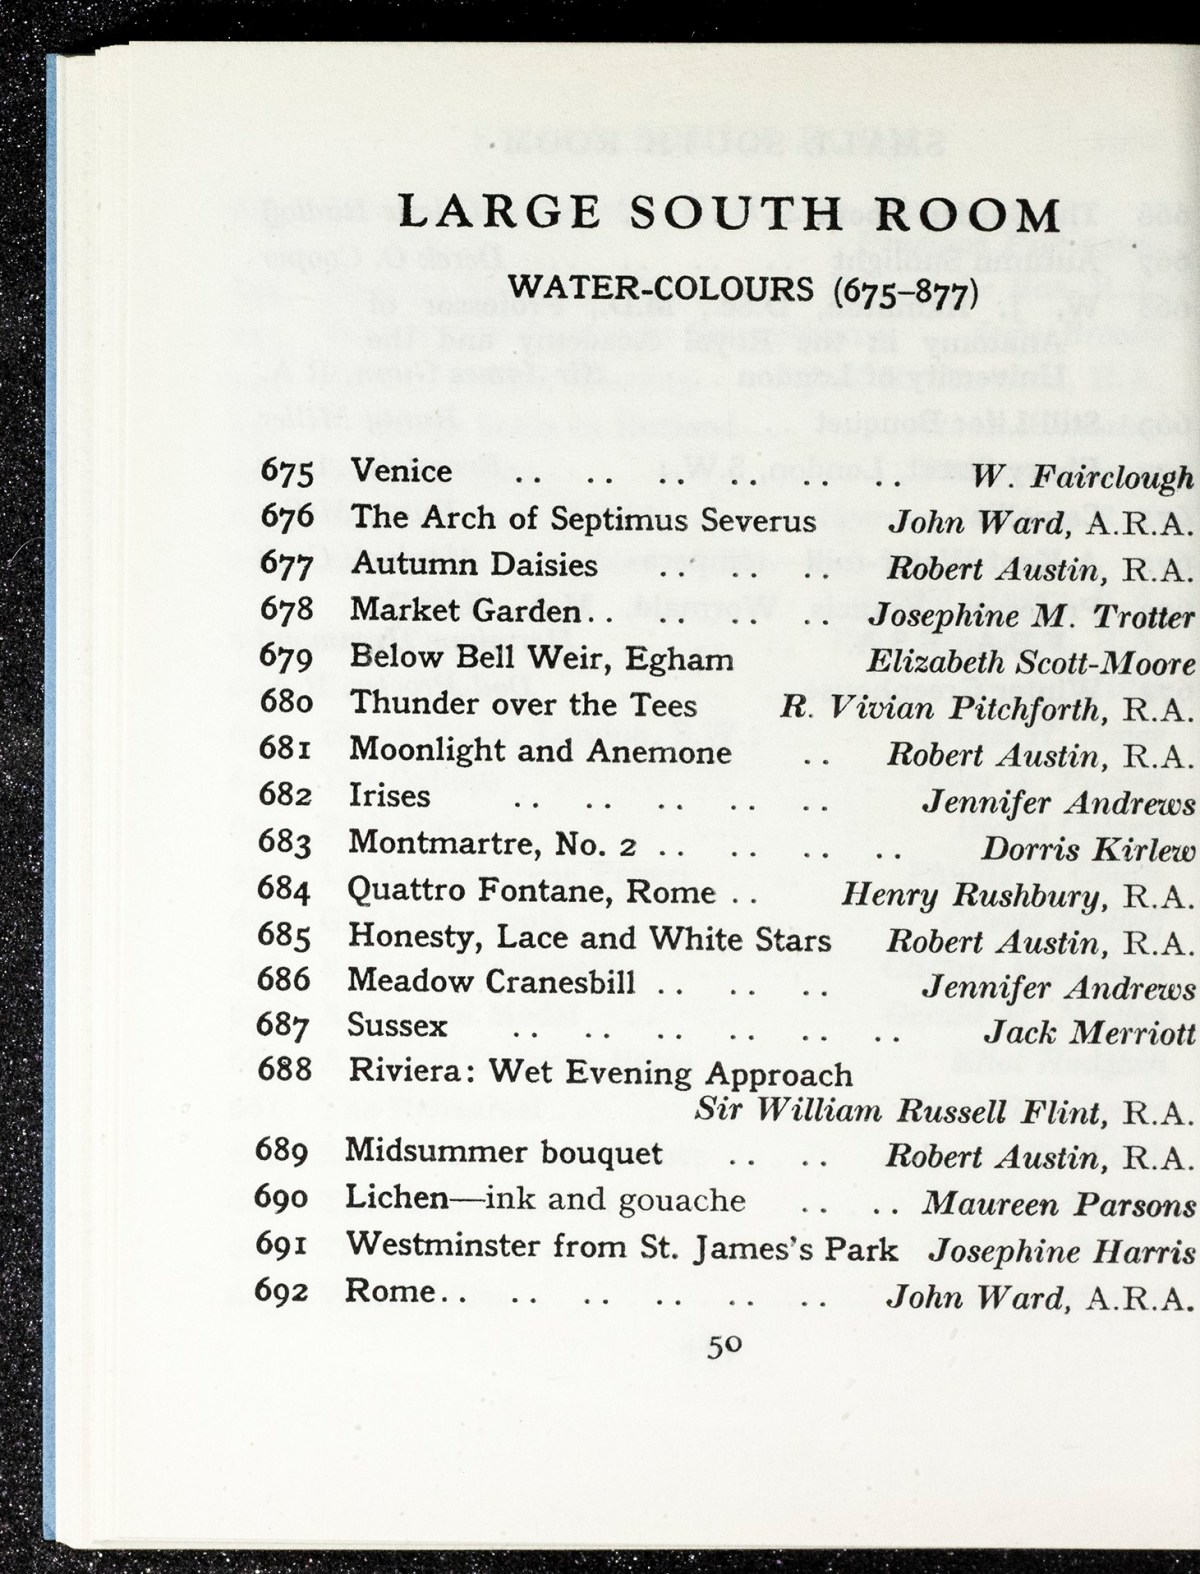 LARGE SOUTH ROOM
WATER-COLOURS (675–877)
675 Venice .. .. .. .. .. .. W. Fairclough
676 The Arch of Septimus Severus John Ward, A.R.A.
677 Autumn Daisies .. .. .. Robert Austin, R.A.
678 Market Garden.. .. .. .. Josephine M. Trotter
679 Below Bell Weir, Egham Elizabeth Scott-Moore
680 Thunder over the Tees R. Vivian Pitchforth, R.A.
681 Moonlight and Anemone .. Robert Austin, R.A.
682 Irises .. .. .. .. .. Jennifer Andrews
683 Montmartre, No. 2 .. .. .. .. Dorris Kirlew
684 Quattro Fontane, Rome .. Henry Rushbury, R.A.
685 Honesty, Lace and White Stars Robert Austin, R.A.
686 Meadow Cranesbill .. .. .. Jennifer Andrews
687 Sussex .. .. .. .. .. .. Jack Merriott
688 Riviera: Wet Evening Approach
Sir William Russell Flint, R.A.
689 Midsummer bouquet .. .. Robert Austin, R.A.
690 Lichen—ink and gouache .. .. Maureen Parsons
691 Westminster from St. James's Park Josephine Harris
692 Rome.. .. .. .. .. .. John Ward, A.R.A.
50